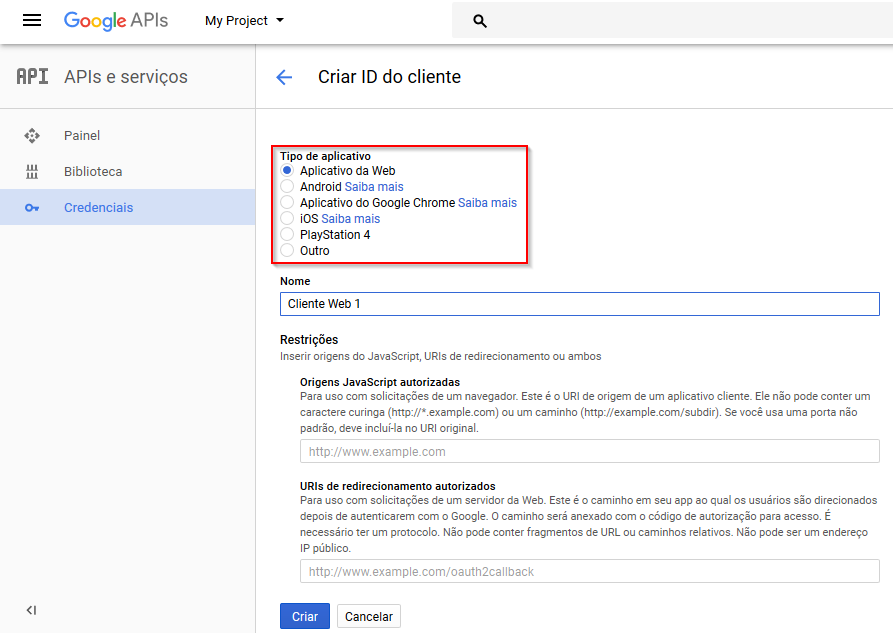 Google APIs
My Project
API APIs e serviços
Criar ID do cliente
Painel
Biblioteca
Credenciais
Tipo de aplicativo
Aplicativo da Web
Android Saiba mais
Aplicativo do Google Chrome Saiba mais
iOS Saiba mais
PlayStation 4
Outro
Nome
Cliente Web 1
Restrições
Inserir origens do JavaScript, URIs de redirecionamento ou ambos
Origens JavaScript autorizadas
Para uso com solicitações de um navegador. Este é o URI de origem de um aplicativo cliente. Ele não pode conter um
caractere curinga (http://*.example.com) ou um caminho (http://example.com/subdir). Se você usa uma porta não
padrão, deve incluí-la no URI original.
http://www.example.com
URIs de redirecionamento autorizados
Para uso com solicitações de um servidor da Web. Este é o caminho em seu app ao qual os usuários são direcionados
depois de autenticarem com o Google. O caminho será anexado com o código de autorização para acesso. É
necessário ter um protocolo. Não pode conter fragmentos de URL ou caminhos relativos. Não pode ser um endereço
IP público.
http://www.example.com/oauth2callback
Criar
Cancelar